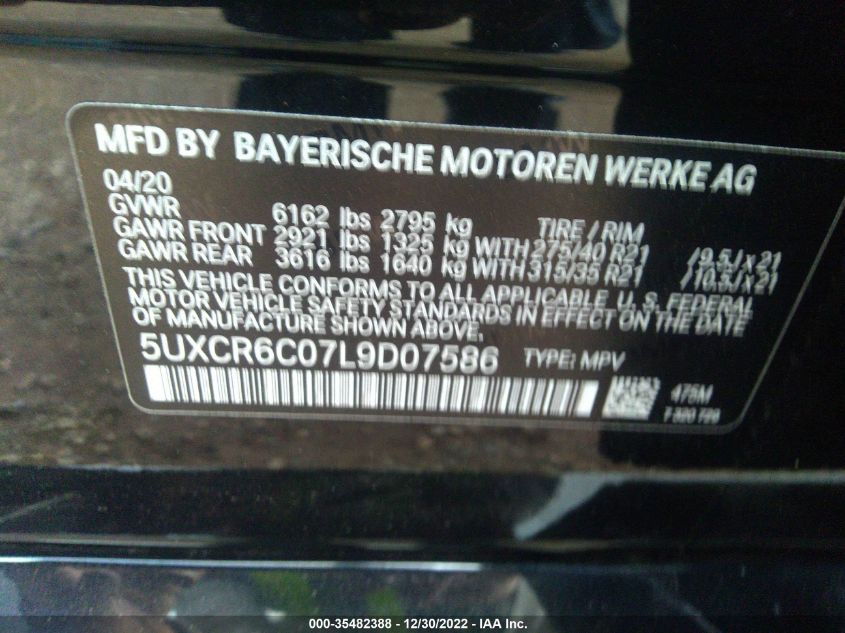 MFD BY BAYERISCHE MOTOREN WERKE AG
04/20
GVWR 6162 lbs 2795 kg TIRE / RIM
GAWR FRONT 2921 lbs 1325 kg WITH 275/40 R21 /9.5J x 21
GAWR REAR 3616 lbs 1640 kg WITH 315/35 R21 /10.5J x 21
THIS VEHICLE CONFORMS TO ALL APPLICABLE U. S. FEDERAL
MOTOR VEHICLE SAFETY STANDARDS IN EFFECT ON THE DATE
OF MANUFACTURE SHOWN ABOVE.
5UXCR6C07L9D07586 TYPE: MPV
475M
7 320 729
000-35482388 - 12/30/2022 - IAA Inc.